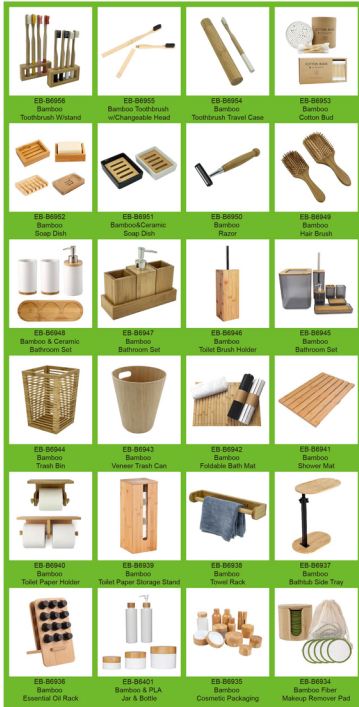 EB-B6956
Bamboo
Toothbrush W/stand
EB-B6955
Bamboo Toothbrush
w/Changeable Head
EB-B6954
Bamboo
Toothbrush Travel Case
EB-B6953
Bamboo
Cotton Bud
EB-B6952
Bamboo
Soap Dish
EB-B6951
Bamboo&Ceramic
Soap Dish
EB-B6950
Bamboo
Razor
EB-B6949
Bamboo
Hair Brush
EB-B6948
Bamboo & Ceramic
Bathroom Set
EB-B6947
Bamboo
Bathroom Set
EB-B6946
Bamboo
Toilet Brush Holder
EB-B6945
Bamboo
Bathroom Set
EB-B6944
Bamboo
Trash Bin
EB-B6943
Bamboo
Veneer Trash Can
EB-B6942
Bamboo
Foldable Bath Mat
EB-B6941
Bamboo
Shower Mat
EB-B6940
Bamboo
Toilet Paper Holder
EB-B6939
Bamboo
Toilet Paper Storage Stand
EB-B6938
Bamboo
Towel Rack
EB-B6937
Bamboo
Bathtub Side Tray
EB-B6936
Bamboo
Essential Oil Rack
EB-B6401
Bamboo & PLA
Jar & Bottle
EB-B6935
Bamboo
Cosmetic Packaging
EB-B6934
Bamboo Fiber
Makeup Remover Pad